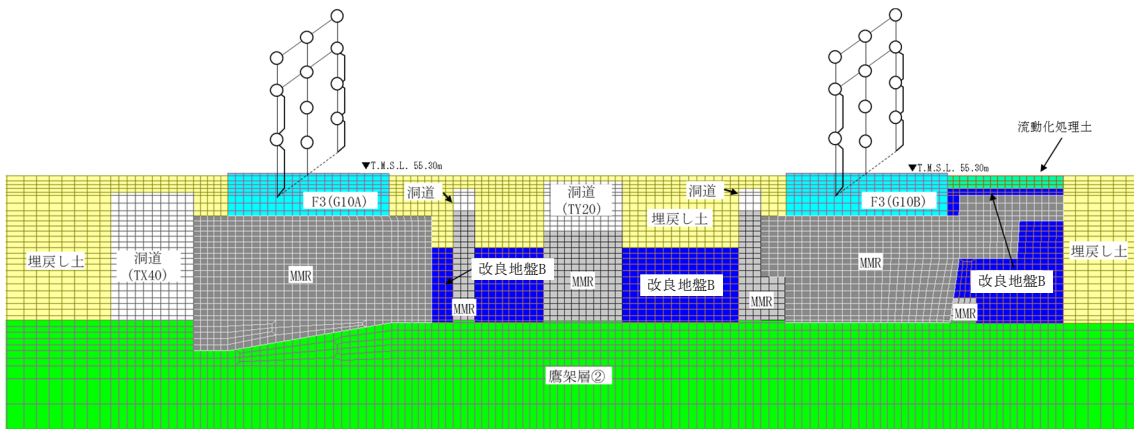 流動化処理土
▼T.M.S.L. 55.30m
▼T.M.S.L. 55.30m
洞道
洞道
(TY20)
洞道
F3(G10A)
F3(G10B)
埋戻し土
埋戻し土
洞道
(TX40)
埋戻し土
MMR
改良地盤B
MMR
改良地盤B
MMR
改良地盤B
MMR
MMR
MMR
鷹架層②